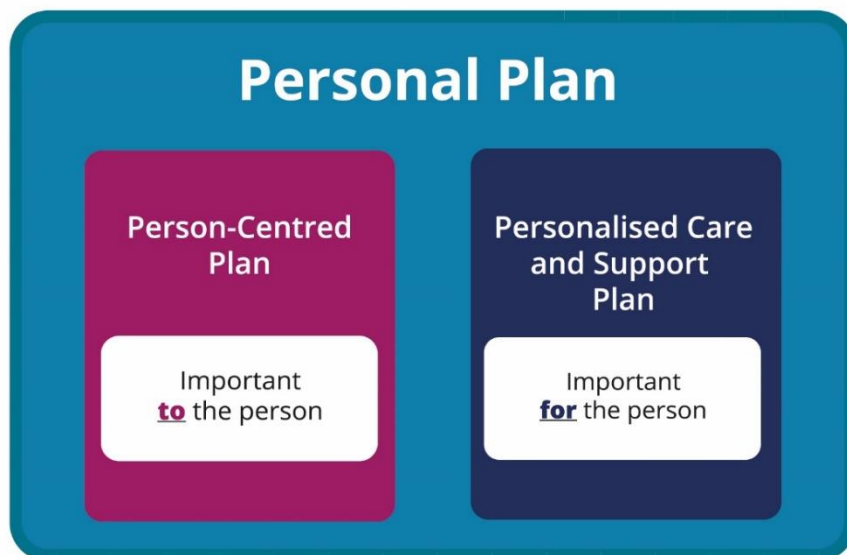 Personal Plan
Person-Centred
Plan
Important
to the person
Personalised Care
and Support
Plan
Important
for the person